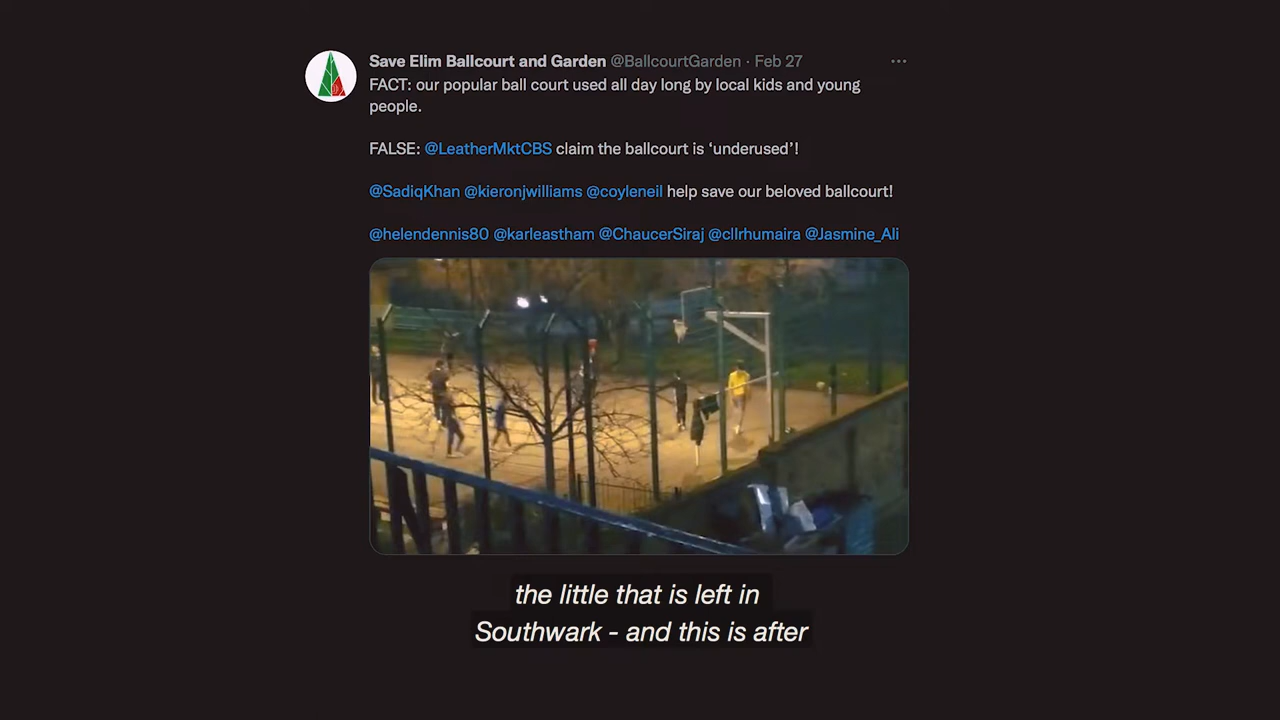 Save Elim Ballcourt and Garden @BallcourtGarden · Feb 27
FACT: our popular ball court used all day long by local kids and young
people.
FALSE: @LeatherMktCBS claim the ballcourt is ‘underused’!
@SadiqKhan @kieronjwilliams @coyleneil help save our beloved ballcourt!
@helendennis80 @karleastham @ChaucerSiraj @cllrhumaira @Jasmine_Ali
the little that is left in
Southwark - and this is after